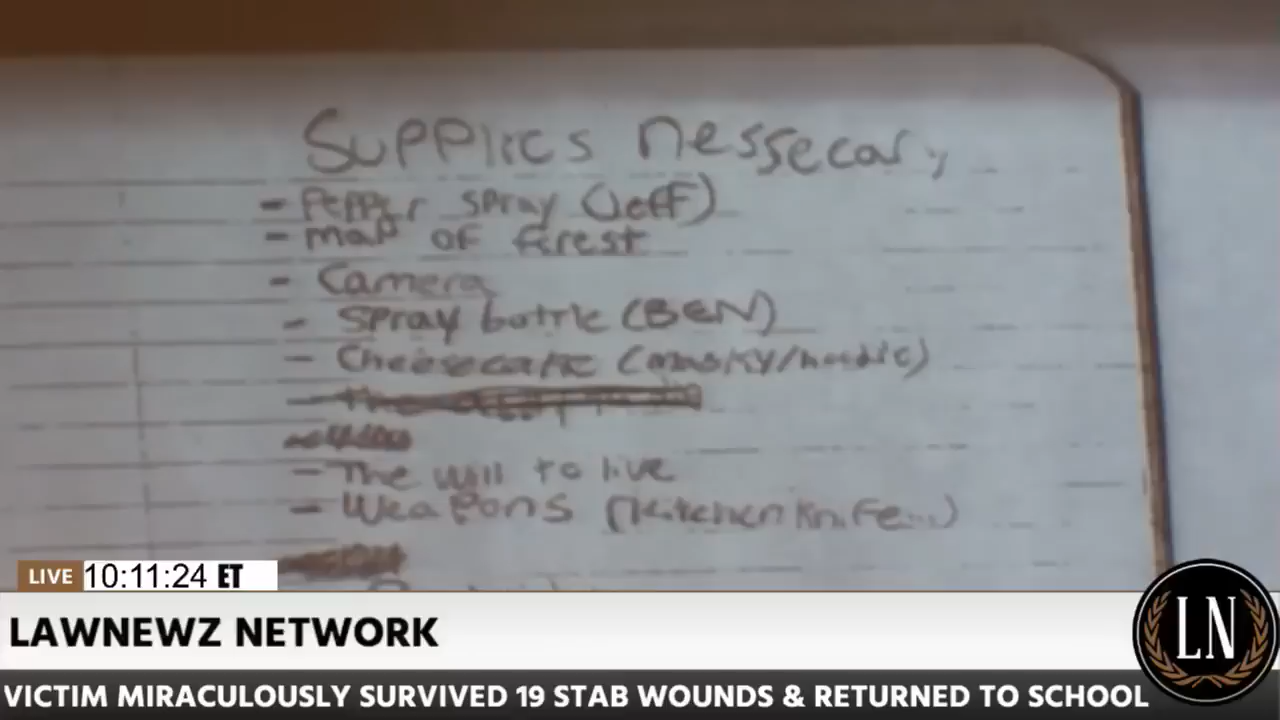 Supplies nessecary
- Pepper spray (Jeff)
- map of forest
- Camera
- spray bottle (BEN)
- Cheesecake (masky/hoodie)
- The will to live
- Weapons (Kitchen knife...)
LIVE 10:11:24 ET
LAWNEWZ NETWORK
LN
VICTIM MIRACULOUSLY SURVIVED 19 STAB WOUNDS & RETURNED TO SCHOOL